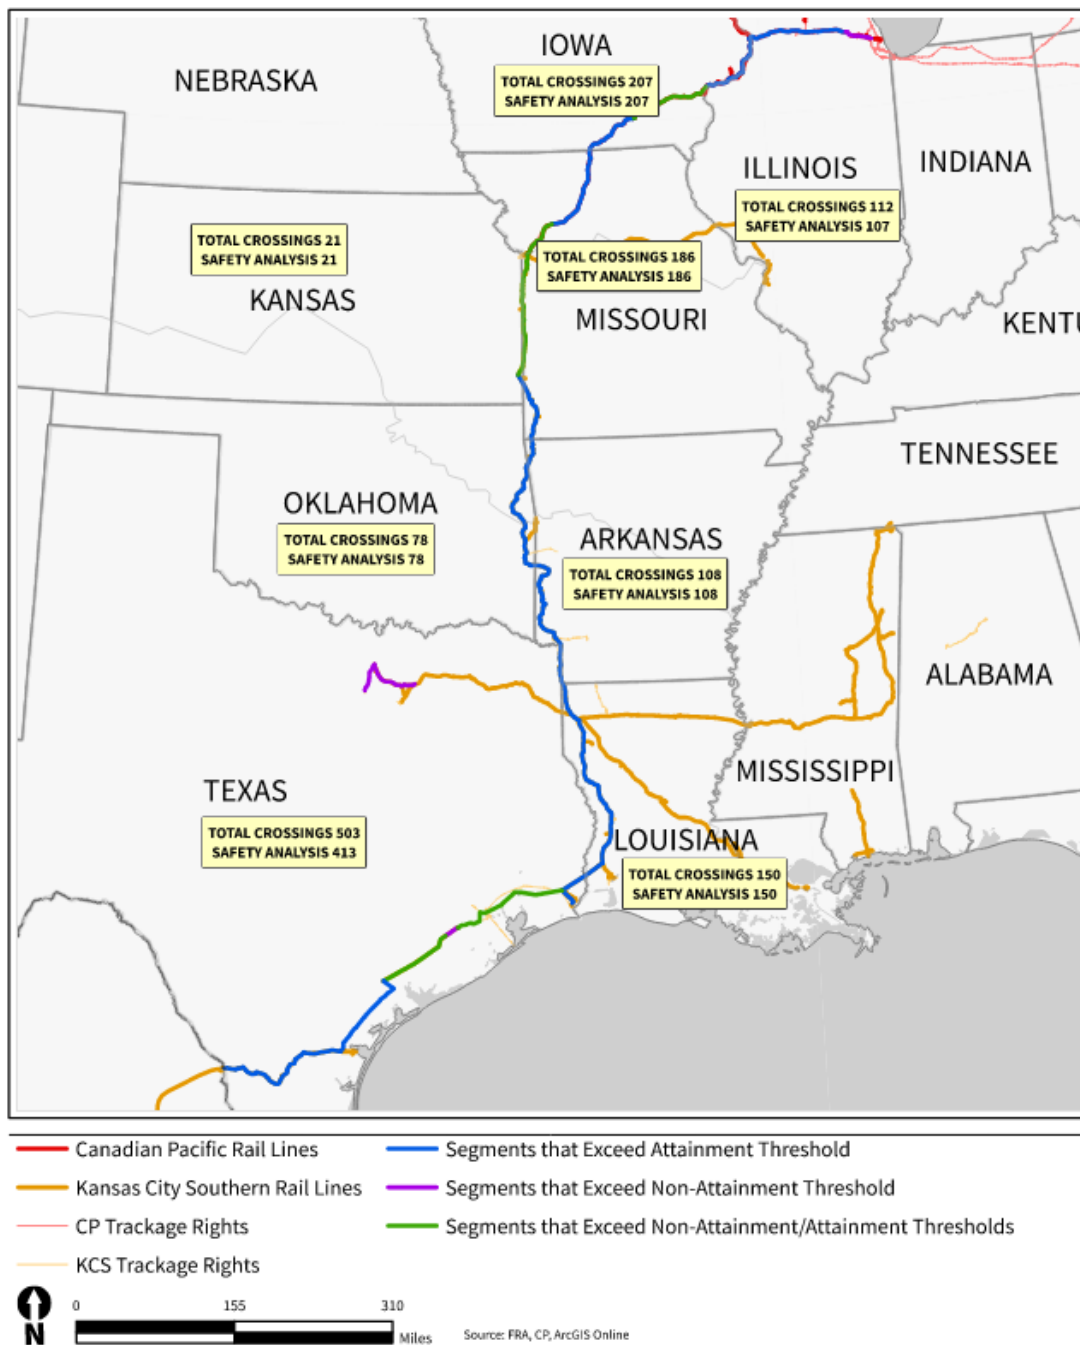 IOWA
TOTAL CROSSINGS 207
SAFETY ANALYSIS 207
NEBRASKA
ILLINOIS
TOTAL CROSSINGS 112
SAFETY ANALYSIS 107
INDIANA
TOTAL CROSSINGS 21
SAFETY ANALYSIS 21
KANSAS
TOTAL CROSSINGS 186
SAFETY ANALYSIS 186
MISSOURI
KENTU
TENNESSEE
OKLAHOMA
TOTAL CROSSINGS 78
SAFETY ANALYSIS 78
ARKANSAS
TOTAL CROSSINGS 108
SAFETY ANALYSIS 108
ALABAMA
MISSISSIPPI
TEXAS
TOTAL CROSSINGS 503
SAFETY ANALYSIS 413
LOUISIANA
TOTAL CROSSINGS 150
SAFETY ANALYSIS 150
Canadian Pacific Rail Lines
Kansas City Southern Rail Lines
CP Trackage Rights
KCS Trackage Rights
Segments that Exceed Attainment Threshold
Segments that Exceed Non-Attainment Threshold
Segments that Exceed Non-Attainment/Attainment Thresholds
N
0 155 310
Miles
Source: FRA, CP, ArcGIS Online